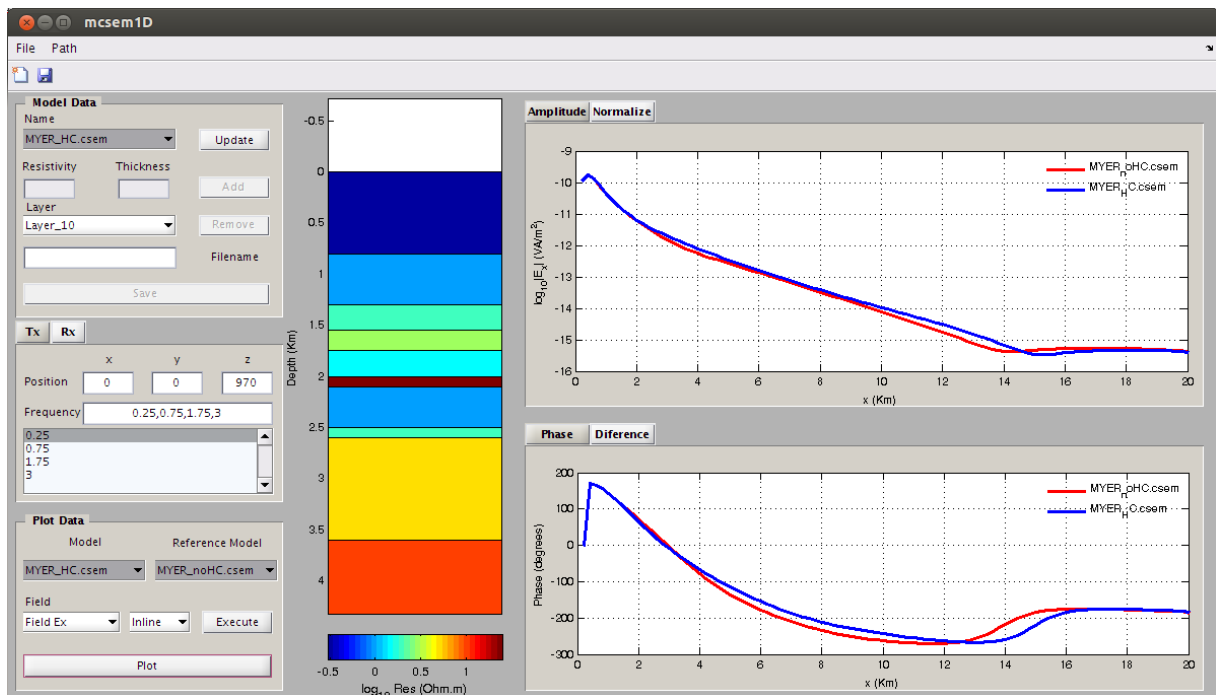 mcsem1D
File Path
Model Data
Name
MYER_HC.csem Update
Resistivity Thickness
Add
Layer
Layer_10 Remove
Filename
Save
Tx Rx
x y z
Position 0 0 970
Frequency 0.25,0.75,1.75,3
0.25
0.75
1.75
3
Plot Data
Model Reference Model
MYER_HC.csem MYER_noHC.csem
Field
Field Ex Inline Execute
Plot
-0.5
0
0.5
1
1.5
2
2.5
3
3.5
4
Depth (Km)
-0.5 0 0.5 1
log10 Res (Ohm.m)
Amplitude Normalize
-9
-10
-11
-12
-13
-14
-15
-16
log10|Ex| (VA/m²)
MYER_noHC.csem
MYER_HC.csem
0 2 4 6 8 10 12 14 16 18 20
x (Km)
Phase Diference
200
100
0
-100
-200
-300
Phase (degrees)
MYER_noHC.csem
MYER_HC.csem
0 2 4 6 8 10 12 14 16 18 20
x (Km)